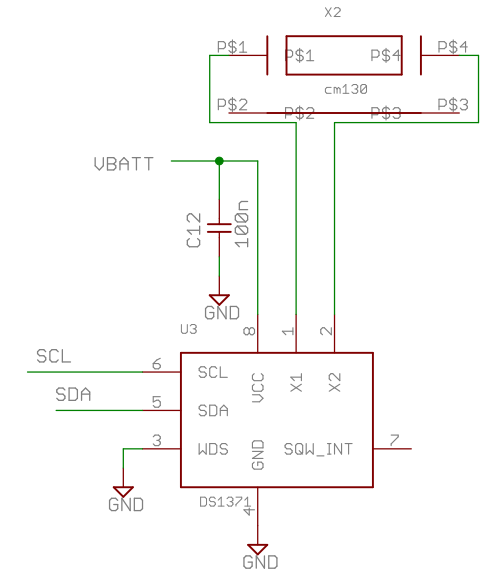 X2
P$1 P$1 P$4 P$4
cm130
P$2 P$2 P$3 P$3
VBATT
C12
100n
GND
U3
8
1
2
SCL
6
SCL
VCC
X1
X2
SDA
5
SDA
3
WDS
GND
SQW_INT
7
GND
DS1371
4
GND